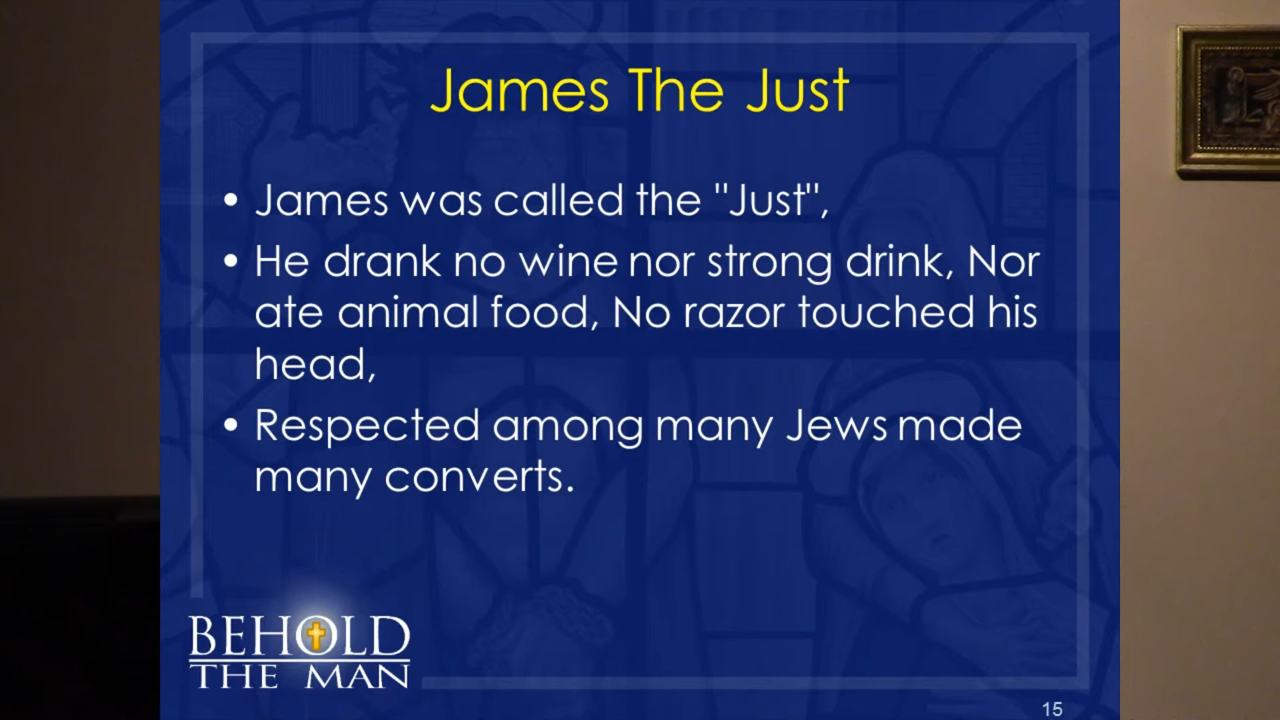 James The Just
• James was called the "Just",
• He drank no wine nor strong drink, Nor
ate animal food, No razor touched his
head,
• Respected among many Jews made
many converts.
BEHOLD
THE MAN
15